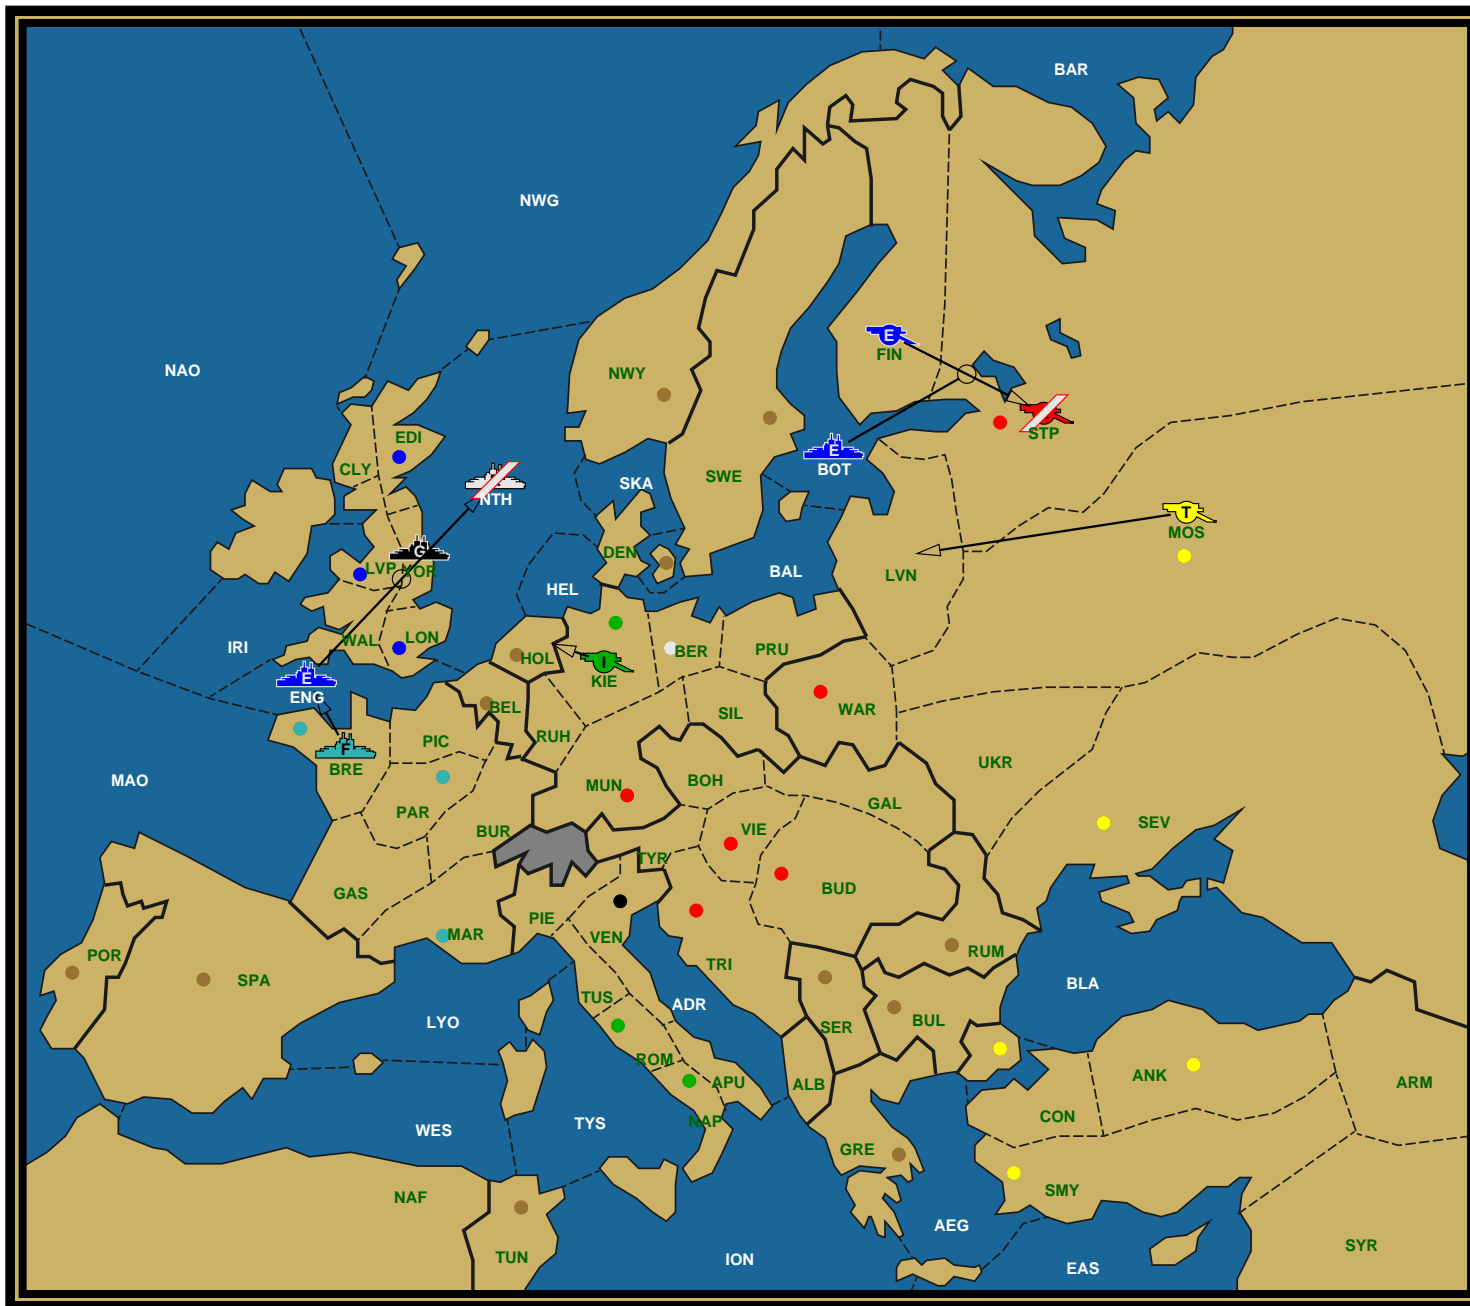 BAR
NWG
NAO
E
FIN
NWY
STP
EDI
E
BOT
CLY
SWE
SKA
NTH
T
MOS
G
DEN
LVP YOR
BAL
LVN
HEL
IRI
WAL
LON
HOL
I
KIE
BER
PRU
E
ENG
BEL
SIL
WAR
PIC
RUH
F
BRE
UKR
MAO
MUN
BOH
PAR
GAL
SEV
BUR
VIE
TYR
BUD
GAS
PIE
MAR
VEN
POR
SPA
TRI
RUM
BLA
TUS
ADR
LYO
SER
BUL
ROM
APU
ALB
ANK
ARM
NAP
CON
WES
TYS
GRE
SMY
NAF
AEG
TUN
ION
EAS
SYR